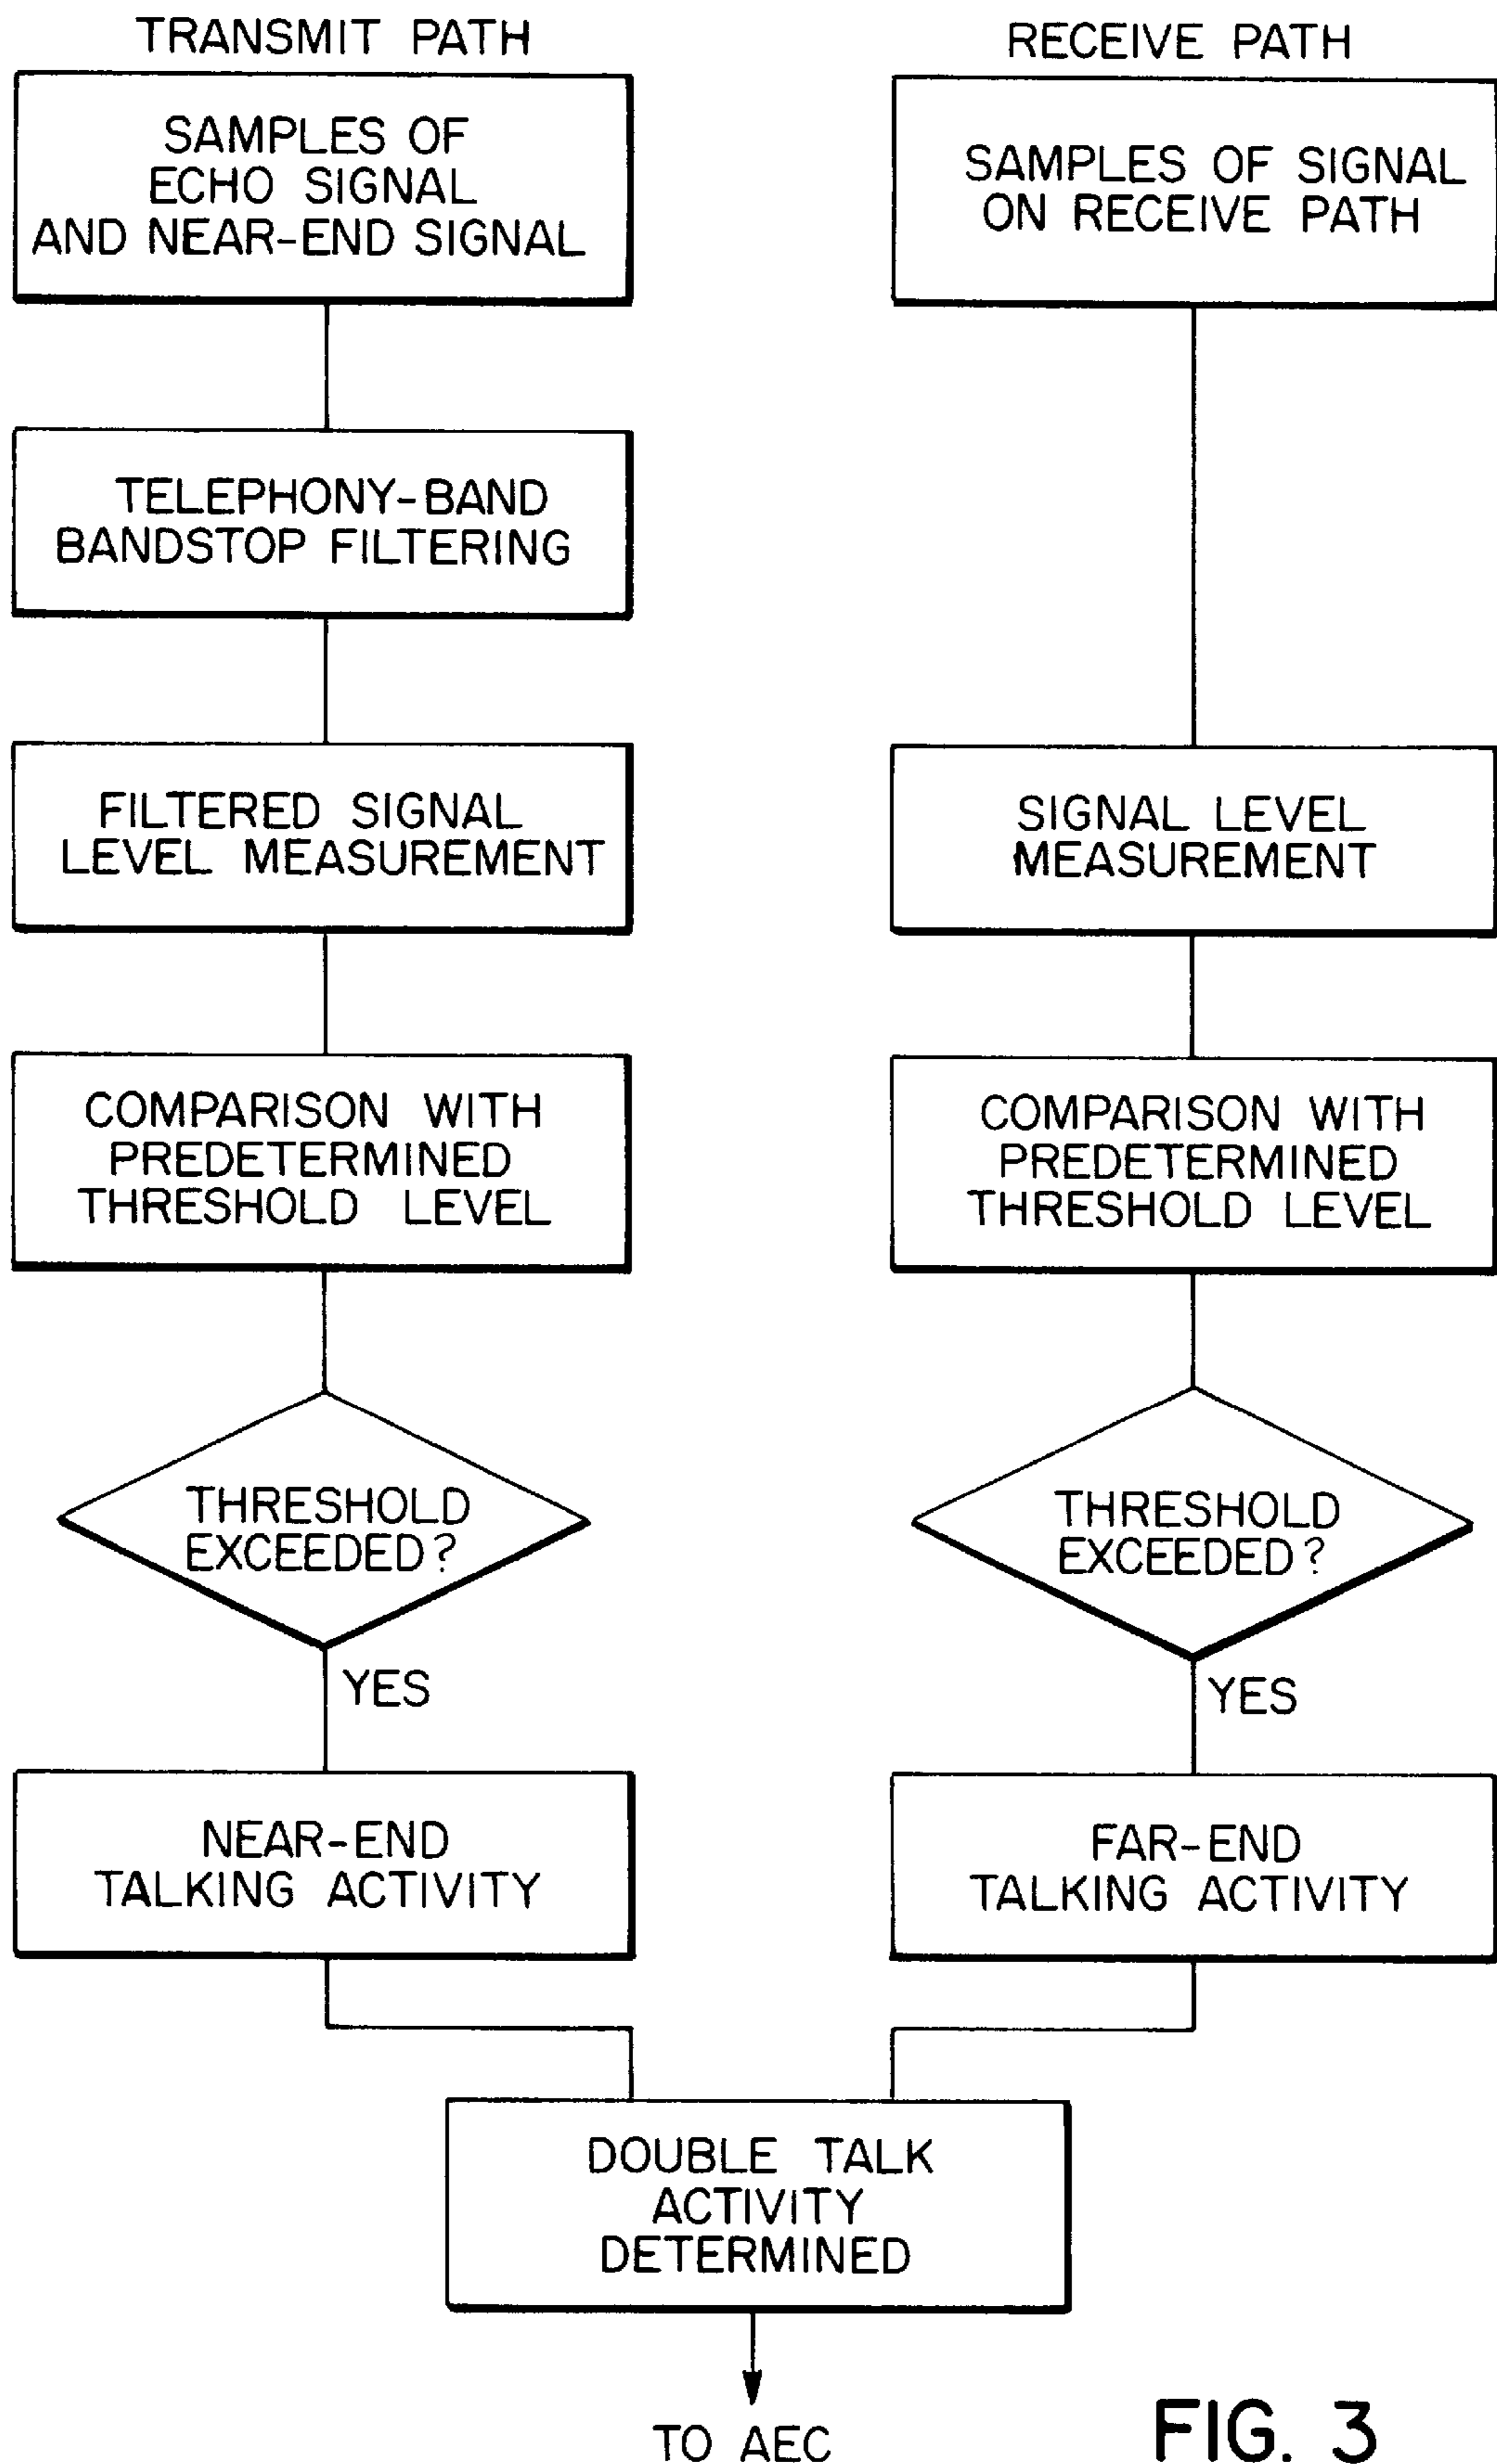 TRANSMIT PATH
SAMPLES OF
ECHO SIGNAL
AND NEAR-END SIGNAL
TELEPHONY-BAND
BANDSTOP FILTERING
FILTERED SIGNAL
LEVEL MEASUREMENT
COMPARISON WITH
PREDETERMINED
THRESHOLD LEVEL
THRESHOLD
EXCEEDED?
YES
NEAR-END
TALKING ACTIVITY
RECEIVE PATH
SAMPLES OF SIGNAL
ON RECEIVE PATH
SIGNAL LEVEL
MEASUREMENT
COMPARISON WITH
PREDETERMINED
THRESHOLD LEVEL
THRESHOLD
EXCEEDED?
YES
FAR-END
TALKING ACTIVITY
DOUBLE TALK
ACTIVITY
DETERMINED
TO AEC
FIG. 3